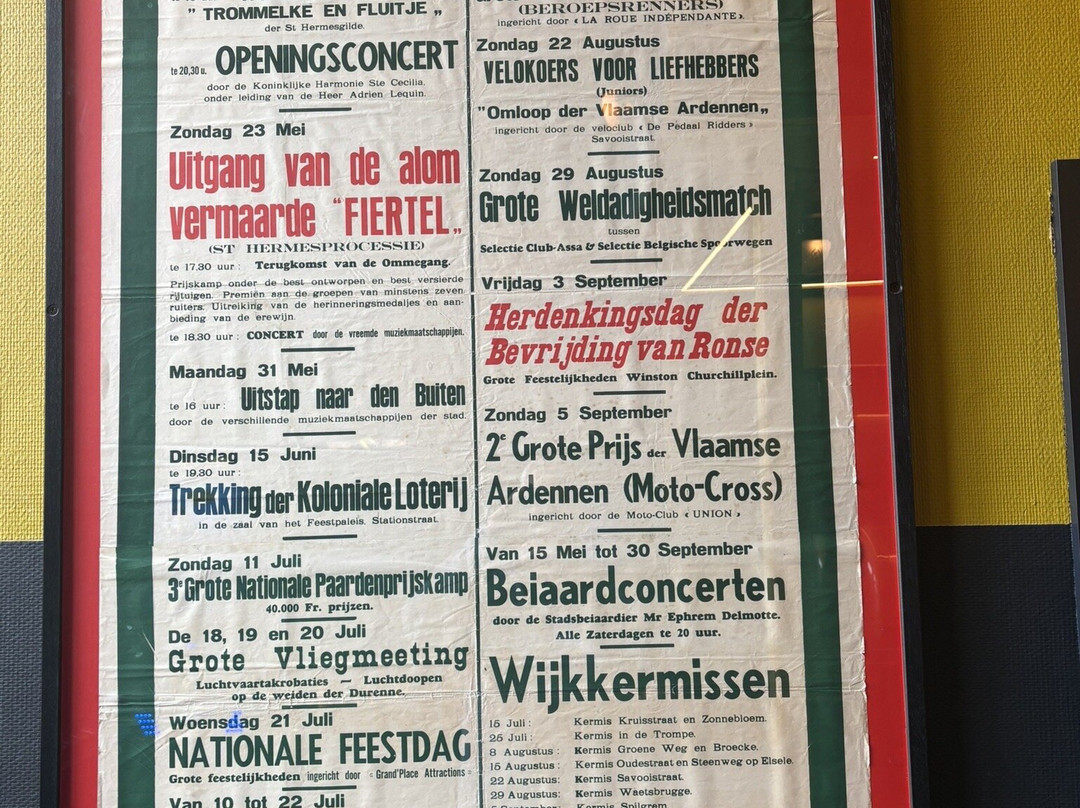 " TROMMELKE EN FLUITJE „
der St Hermesgilde.
te 20,30 u. OPENINGSCONCERT
door de Koninklijke Harmonie Ste Cecilia.
onder leiding van de Heer Adrien Lequin.
Zondag 23 Mei
Uitgang van de alom
vermaarde "FIERTEL„
(ST HERMESPROCESSIE)
te 17.30 uur : Terugkomst van de Ommegang.
Prijskamp onder de best ontworpen en best versierde
rijtuigen. Premiën aan de groepen van minstens zeven
ruiters. Uitreiking van de herinneringsmedaljes en aan-
bieding van de erewijn.
te 18.30 uur : CONCERT door de vreemde muziekmaatschappijen.
Maandag 31 Mei
te 16 uur : Uitstap naar den Buiten
door de verschillende muziekmaatschappijen der stad.
Dinsdag 15 Juni
te 19.30 uur :
Trekking der Koloniale Loterij
in de zaal van het Feestpaleis. Stationstraat.
Zondag 11 Juli
3e Grote Nationale Paardenprijskamp
40.000 Fr. prijzen.
De 18, 19 en 20 Juli
Grote Vliegmeeting
Luchtvaartakrobaties — Luchtdoopen
op de weiden der Durenne.
Woensdag 21 Juli
NATIONALE FEESTDAG
Grote feestelijkheden ingericht door « Grand'Place Attractions »
Van 10 tot 22 Juli
(BEROEPSRENNERS)
ingericht door « LA ROUE INDÉPENDANTE ».
Zondag 22 Augustus
VELOKOERS VOOR LIEFHEBBERS
(Juniors)
"Omloop der Vlaamse Ardennen„
ingericht door de veloclub « De Pedaal Ridders »
Savooistraat.
Zondag 29 Augustus
Grote Weldadigheidsmatch
tussen
Selectie Club-Assa & Selectie Belgische Spoorwegen
Vrijdag 3 September
Herdenkingsdag der
Bevrijding van Ronse
Grote Feestelijkheden Winston Churchillplein.
Zondag 5 September
2e Grote Prijs der Vlaamse
Ardennen (Moto-Cross)
ingericht door de Moto-Club « UNION »
Van 15 Mei tot 30 September
Beiaardconcerten
door de Stadsbeiaardier Mr Ephrem Delmotte.
Alle Zaterdagen te 20 uur.
Wijkkermissen
15 Juli : Kermis Kruisstraat en Zonnebloem.
25 Juli : Kermis in de Trompe.
8 Augustus : Kermis Groene Weg en Broecke.
15 Augustus : Kermis Oudestraat en Steenweg op Elsele.
22 Augustus: Kermis Savooistraat.
29 Augustus: Kermis Waetsbrugge.
September Kermis Spilgrem